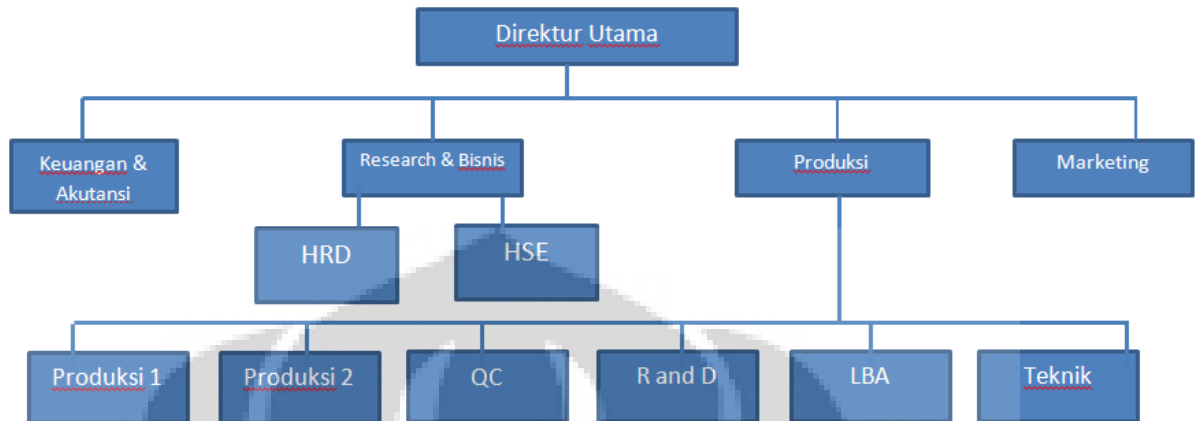 Direktur Utama
Keuangan &
Akutansi
Research & Bisnis
Produksi
Marketing
HRD
HSE
Produksi 1
Produksi 2
QC
R and D
LBA
Teknik